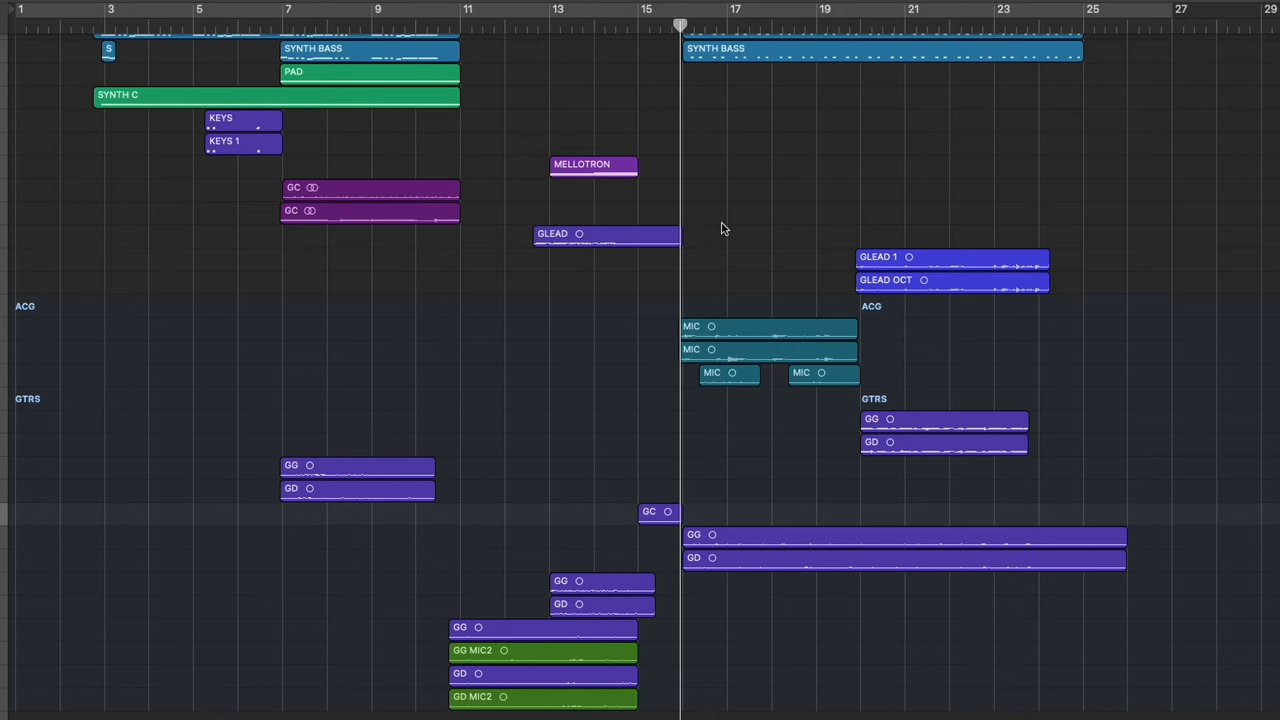 1 3 5 7 9 11 13 15 17 19 21 23 25 27 29
S SYNTH BASS SYNTH BASS
PAD
SYNTH C
KEYS
KEYS 1
MELLOTRON
GC
GC
GLEAD
GLEAD 1
GLEAD OCT
ACG ACG
MIC
MIC
MIC MIC
GTRS GTRS
GG
GD
GG
GD
GC
GG
GD
GG
GD
GG
GG MIC2
GD
GD MIC2